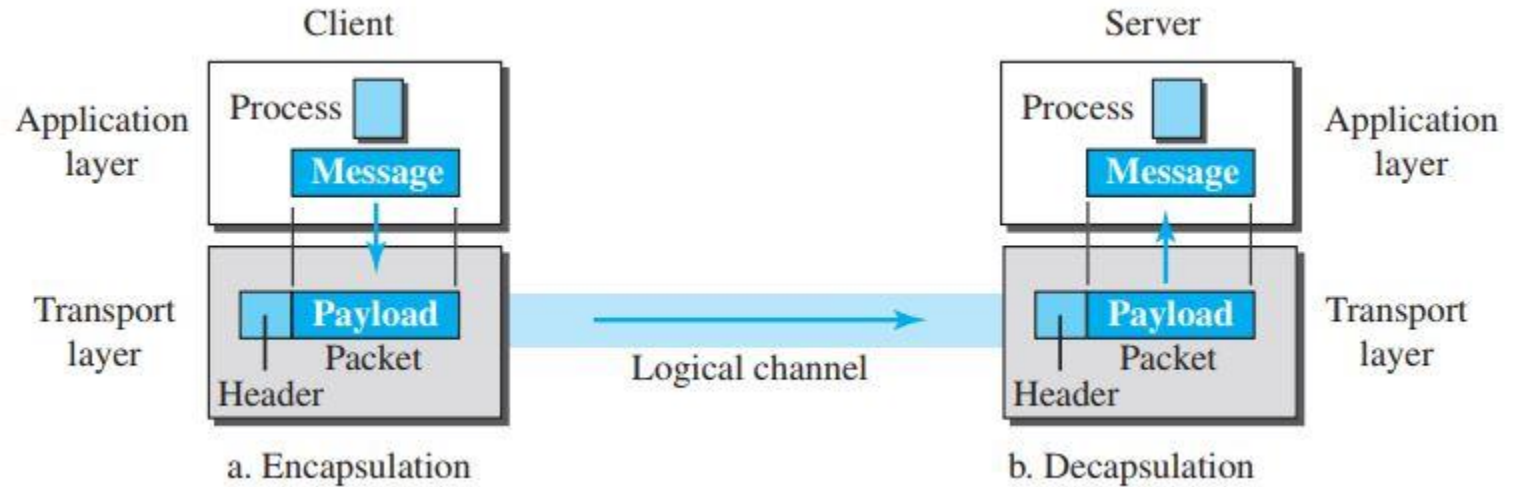 Client
Server
Application
layer
Process
Message
Process
Message
Application
layer
Transport
layer
Payload
Packet
Header
Logical channel
Payload
Packet
Header
Transport
layer
a. Encapsulation
b. Decapsulation